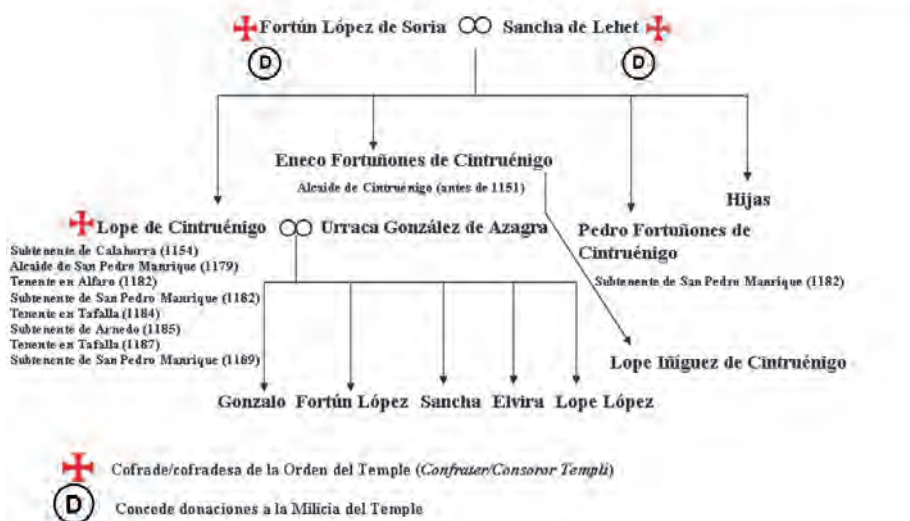 Fortún López de Soria Sancha de Lehet
D D
Eneco Fortuñones de Cintruénigo
Alcaide de Cintruénigo (antes de 1151)
Hijas
Lope de Cintruénigo Urraca González de Azagra
Pedro Fortuñones de
Cintruénigo
Subtenente de San Pedro Manrique (1182)
Subtenente de Calahorra (1154)
Alcaide de San Pedro Manrique (1179)
Tenente en Alfaro (1182)
Subtenente de San Pedro Manrique (1182)
Tenente en Tafalla (1184)
Subtenente de Arnedo (1185)
Tenente en Tafalla (1187)
Subtenente de San Pedro Manrique (1189)
Lope Iñíguez de Cintruénigo
Gonzalo Fortún López Sancha Elvira Lope López
Cofrade/cofradesa de la Orden del Temple (Confrater/Consoror Templi)
D Concede donaciones a la Milicia del Temple